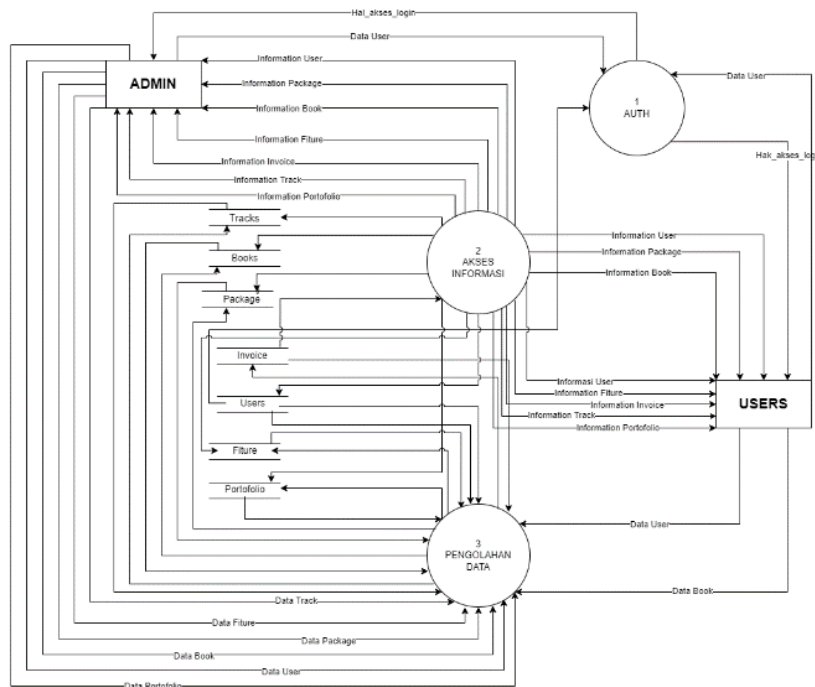 Hal_akses_login
Data User
Information User
ADMIN
Information Package
Information Book
Data User
1
AUTH
Information Fiture
Hak_akses_log
Information Invoice
Information Track
Information Portofolio
Tracks
Books
Package
2
AKSES
INFORMASI
Information User
Information Package
Information Book
Invoice
Users
Informasi User
Information Fiture
Information Invoice
Information Track
Information Portofolio
USERS
Fiture
Portofolio
Data User
3
PENGOLAHAN
DATA
Data Book
Data Track
Data Fiture
Data Package
Data Book
Data User
Data Portofolio